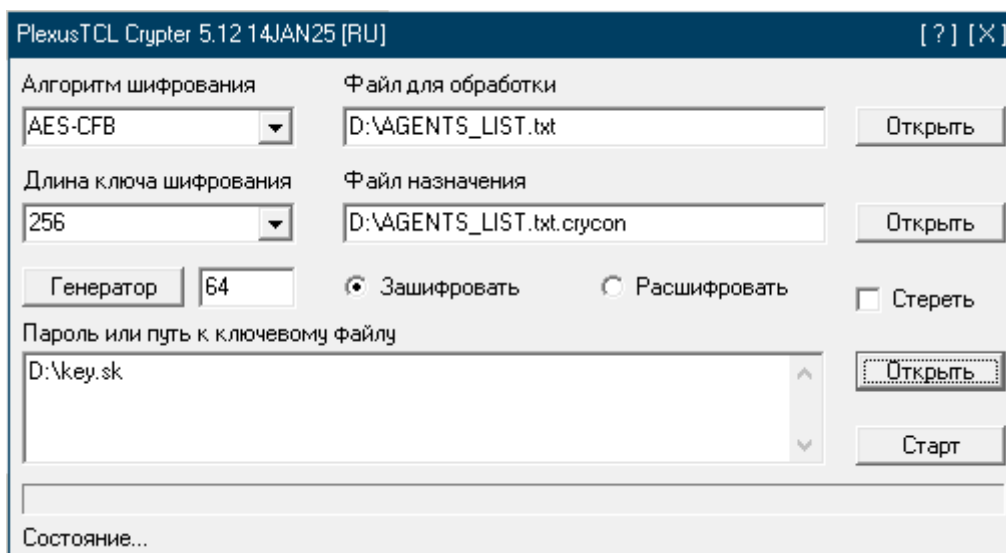 PlexusTCL Crypter 5.12 14JAN25 [RU] [ ? ] [ X ]
Алгоритм шифрования Файл для обработки
AES-CFB D:\AGENTS_LIST.txt Открыть
Длина ключа шифрования Файл назначения
256 D:\AGENTS_LIST.txt.crycon Открыть
Генератор 64 Зашифровать Расшифровать Стереть
Пароль или путь к ключевому файлу
D:\key.sk Открыть
Старт
Состояние...